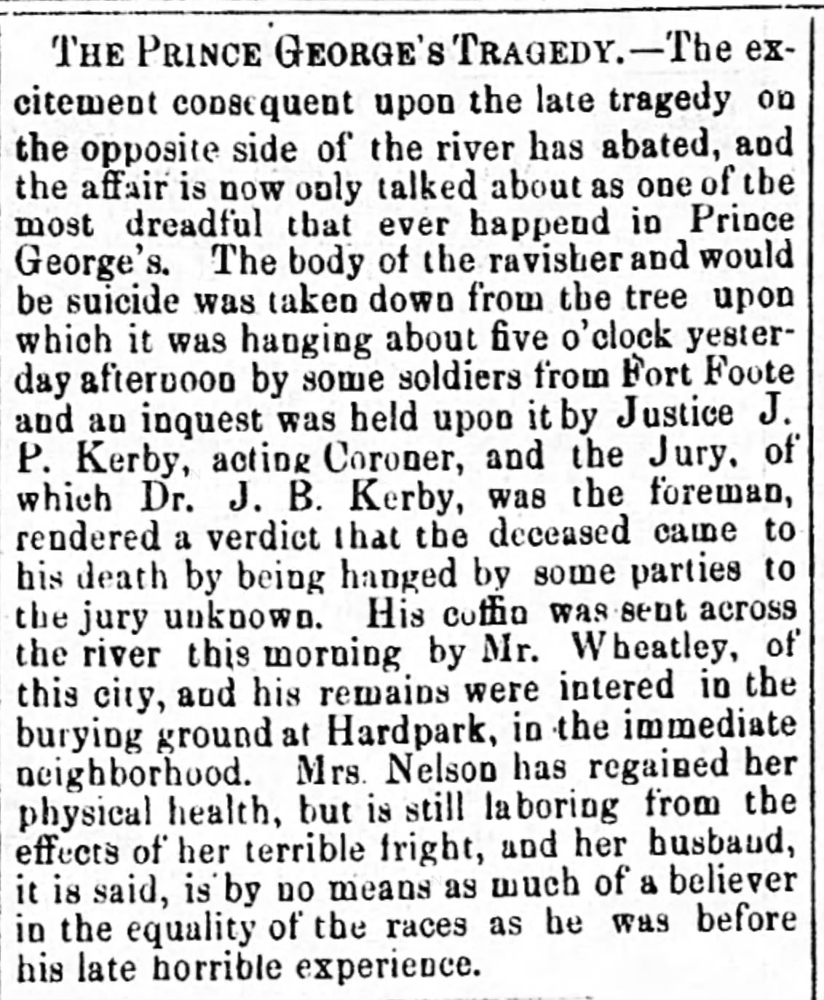 THE PRINCE GEORGE'S TRAGEDY.—The ex-
citement consequent upon the late tragedy on
the opposite side of the river has abated, and
the affair is now only talked about as one of the
most dreadful that ever happend in Prince
George's. The body of the ravisher and would
be suicide was taken down from the tree upon
which it was hanging about five o'clock yester-
day afternoon by some soldiers from Fort Foote
and an inquest was held upon it by Justice J.
P. Kerby, acting Coroner, and the Jury, of
which Dr. J. B. Kerby, was the foreman,
rendered a verdict that the deceased came to
his death by being hanged by some parties to
the jury unknown. His coffin was sent across
the river this morning by Mr. Wheatley, of
this city, and his remains were intered in the
burying ground at Hardpark, in the immediate
neighborhood. Mrs. Nelson has regained her
physical health, but is still laboring from the
effects of her terrible fright, and her husband,
it is said, is by no means as much of a believer
in the equality of the races as he was before
his late horrible experience.